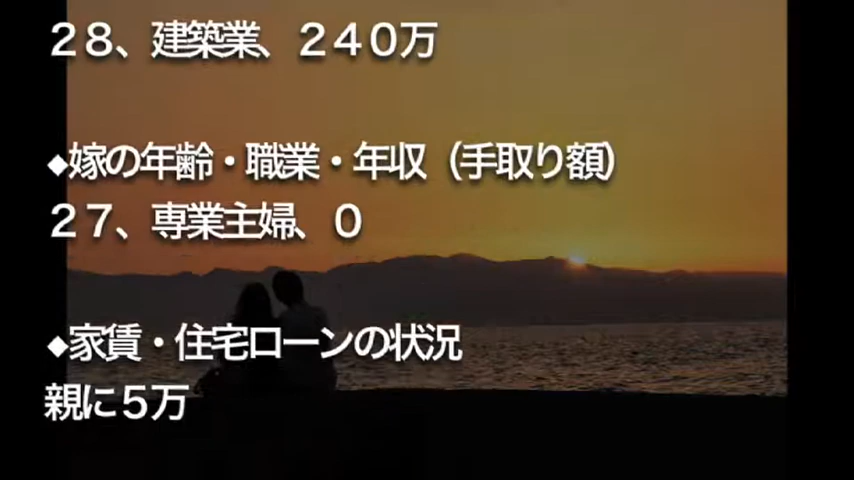 ２８、建築業、２４０万
◆嫁の年齢・職業・年収（手取り額）
２７、専業主婦、０
◆家賃・住宅ローンの状況
親に５万